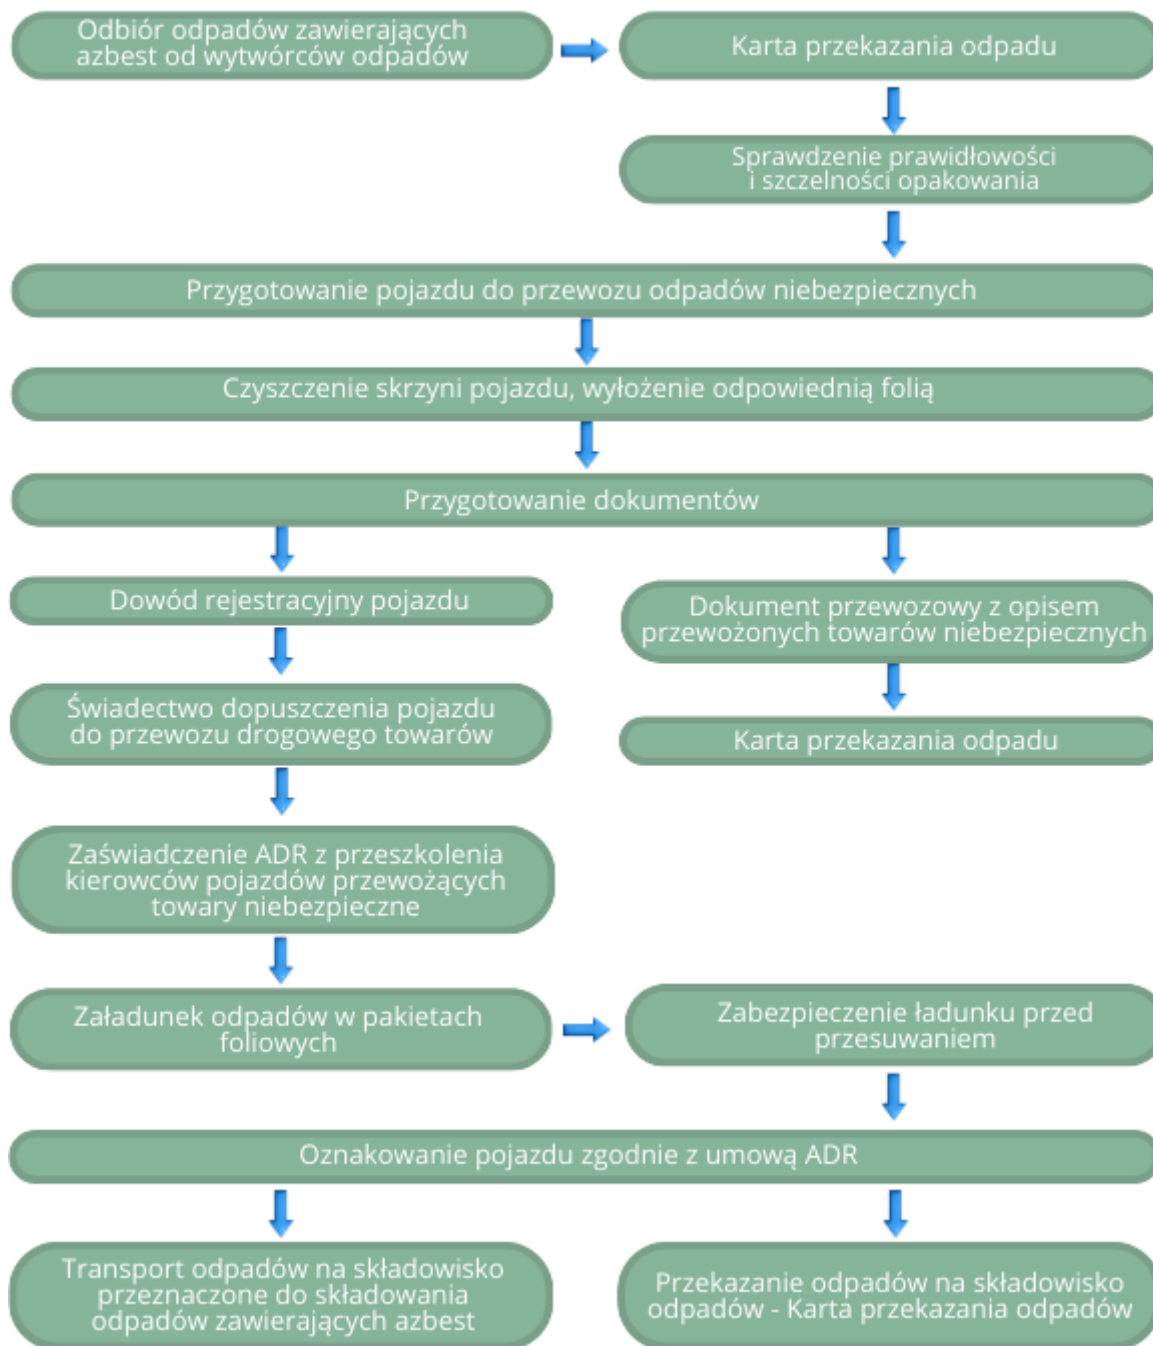 Odbiór odpadów zawierających
azbest od wytwórców odpadów
Karta przekazania odpadu
Sprawdzenie prawidłowości
i szczelności opakowania
Przygotowanie pojazdu do przewozu odpadów niebezpiecznych
Czyszczenie skrzyni pojazdu, wyłożenie odpowiednią folią
Przygotowanie dokumentów
Dowód rejestracyjny pojazdu
Dokument przewozowy z opisem
przewożonych towarów niebezpiecznych
Świadectwo dopuszczenia pojazdu
do przewozu drogowego towarów
Karta przekazania odpadu
Zaświadczenie ADR z przeszkolenia
kierowców pojazdów przewożących
towary niebezpieczne
Załadunek odpadów w pakietach
foliowych
Zabezpieczenie ładunku przed
przesuwaniem
Oznakowanie pojazdu zgodnie z umową ADR
Transport odpadów na składowisko
przeznaczone do składowania
odpadów zawierających azbest
Przekazanie odpadów na składowisko
odpadów - Karta przekazania odpadów